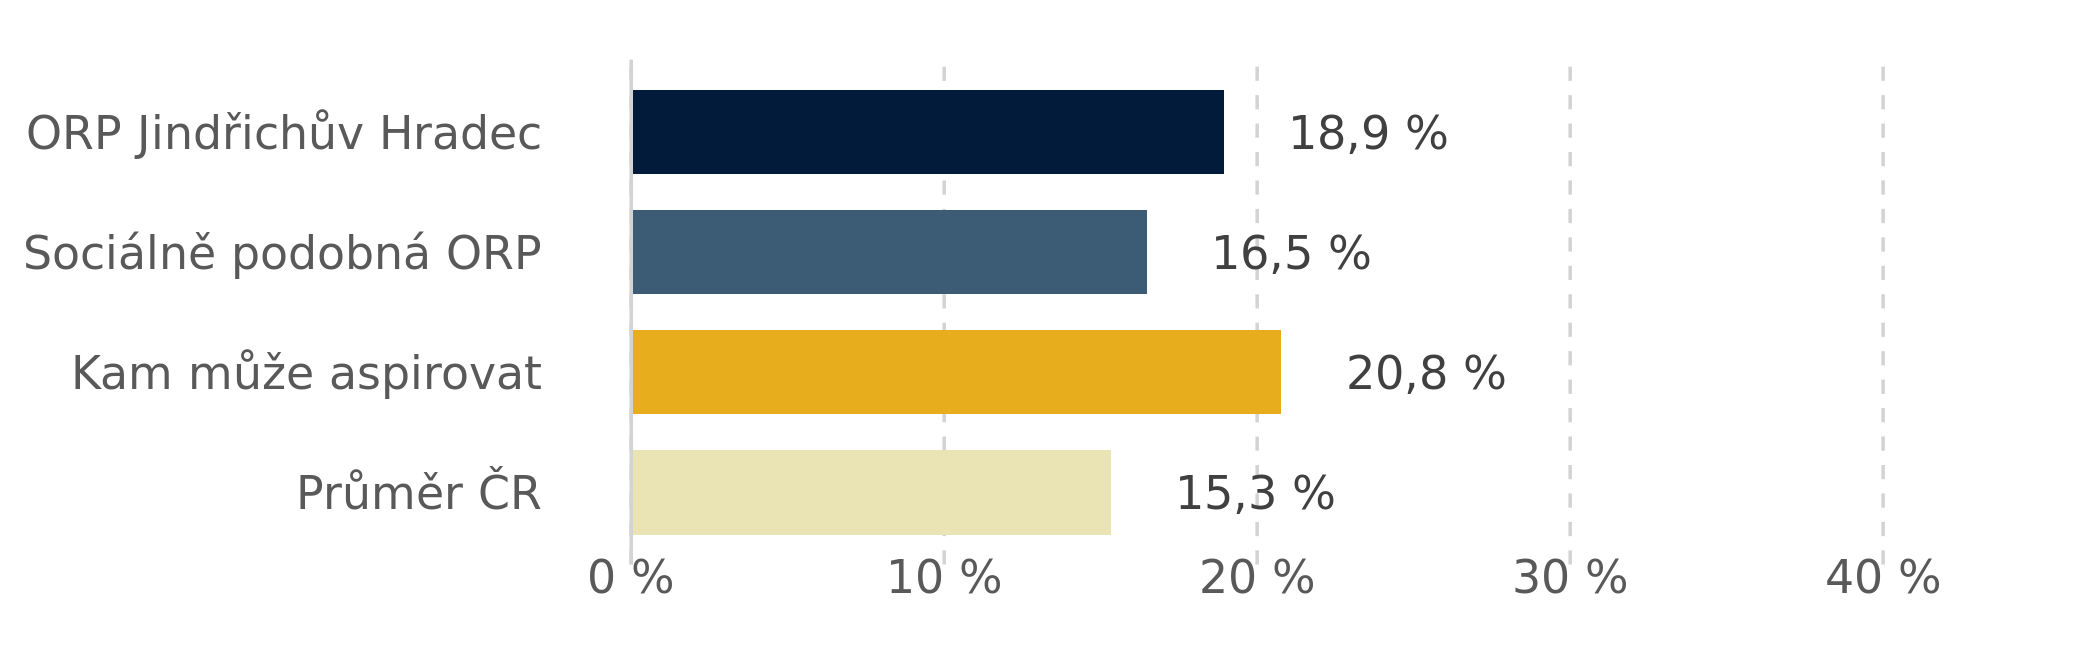 ORP Jindřichův Hradec
18,9 %
Sociálně podobná ORP
16,5 %
Kam může aspirovat
20,8 %
Průměr ČR
15,3 %
0 %
10 %
20 %
30 %
40 %